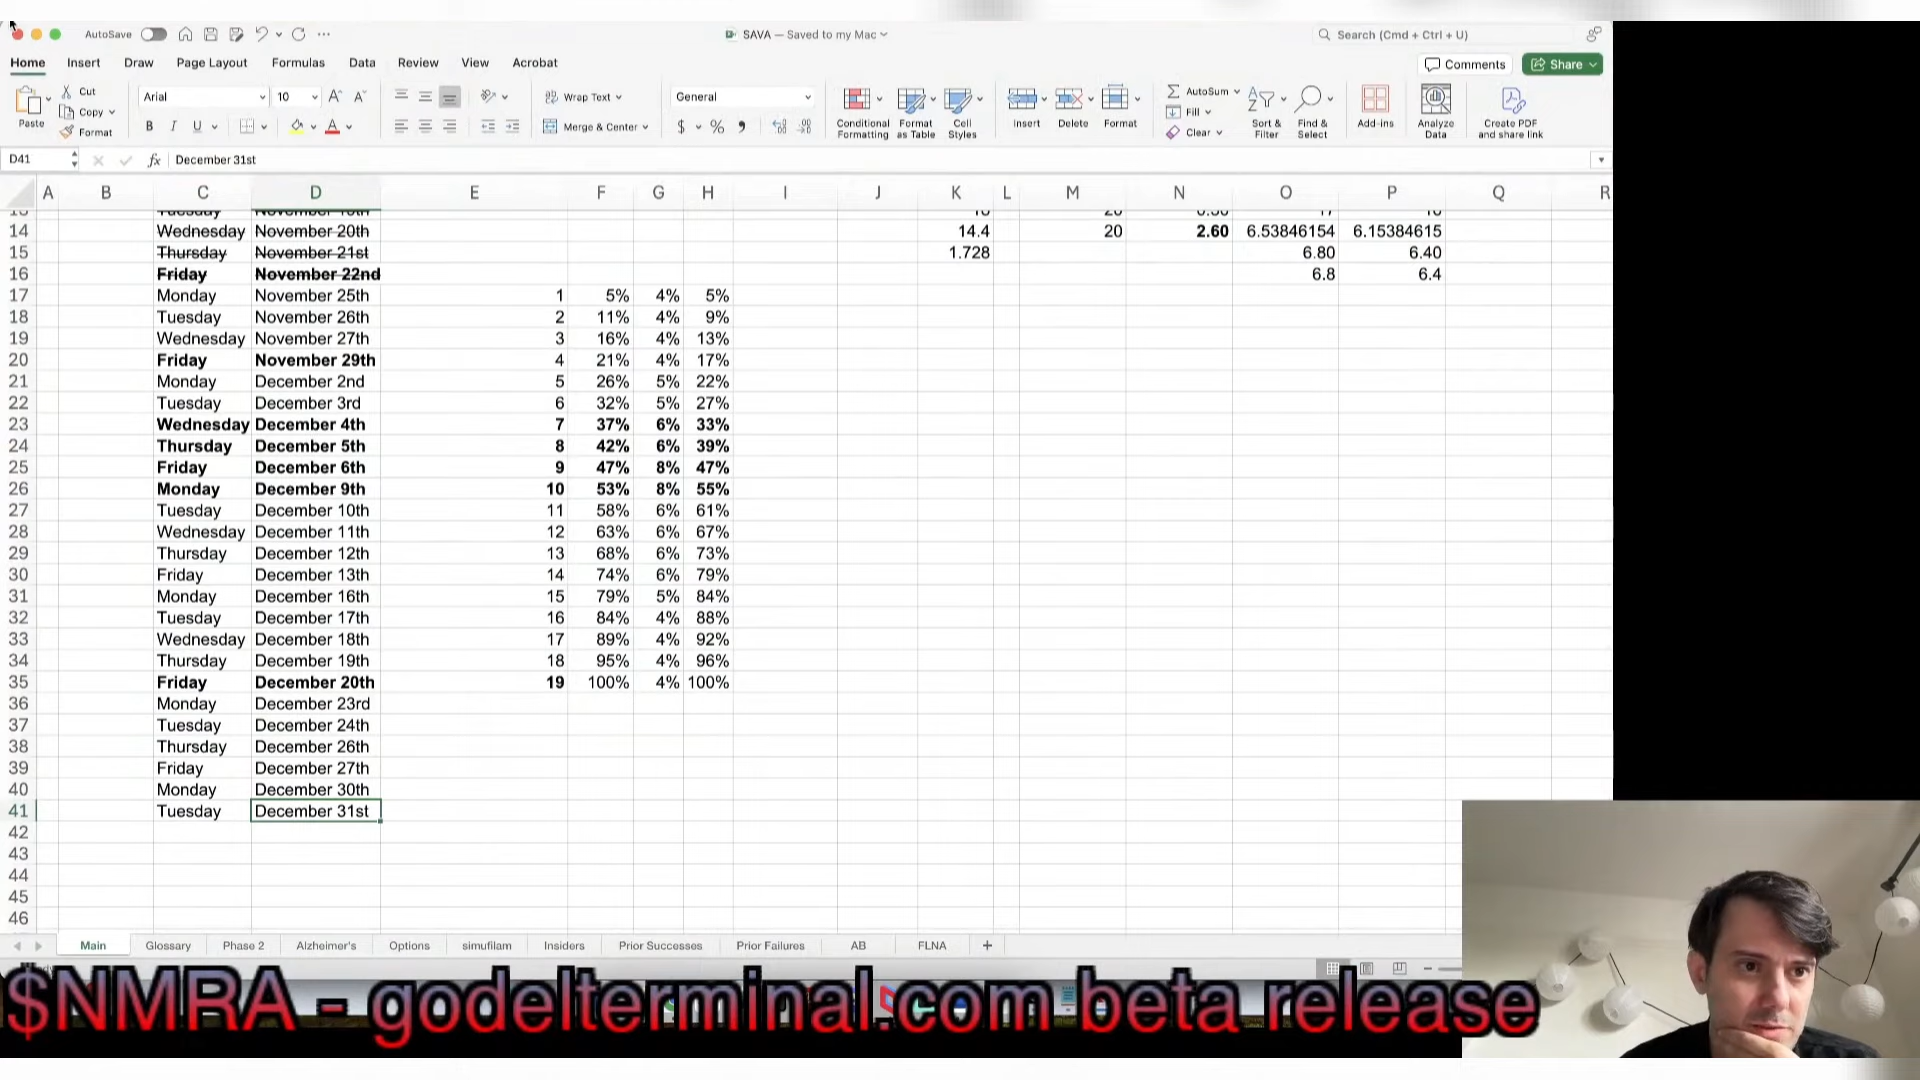 AutoSave
SAVA — Saved to my Mac
Search (Cmd + Ctrl + U)
Home Insert Draw Page Layout Formulas Data Review View Acrobat
Comments Share
Paste Cut Copy Format
Arial 10
B I U
Wrap Text
Merge & Center
General
$ %
Conditional Formatting
Format as Table
Cell Styles
Insert Delete Format
AutoSum
Fill
Clear
Sort & Filter
Find & Select
Add-ins
Analyze Data
Create PDF and share link
D41 fx December 31st
A B C D E F G H I J K L M N O P Q R
14 Wednesday November 20th 14.4 20 2.60 6.53846154 6.15384615
15 Thursday November 21st 1.728 6.80 6.40
16 Friday November 22nd 6.8 6.4
17 Monday November 25th 1 5% 4% 5%
18 Tuesday November 26th 2 11% 4% 9%
19 Wednesday November 27th 3 16% 4% 13%
20 Friday November 29th 4 21% 4% 17%
21 Monday December 2nd 5 26% 5% 22%
22 Tuesday December 3rd 6 32% 5% 27%
23 Wednesday December 4th 7 37% 6% 33%
24 Thursday December 5th 8 42% 6% 39%
25 Friday December 6th 9 47% 8% 47%
26 Monday December 9th 10 53% 8% 55%
27 Tuesday December 10th 11 58% 6% 61%
28 Wednesday December 11th 12 63% 6% 67%
29 Thursday December 12th 13 68% 6% 73%
30 Friday December 13th 14 74% 6% 79%
31 Monday December 16th 15 79% 5% 84%
32 Tuesday December 17th 16 84% 4% 88%
33 Wednesday December 18th 17 89% 4% 92%
34 Thursday December 19th 18 95% 4% 96%
35 Friday December 20th 19 100% 4% 100%
36 Monday December 23rd
37 Tuesday December 24th
38 Thursday December 26th
39 Friday December 27th
40 Monday December 30th
41 Tuesday December 31st
42
43
44
45
46
Main Glossary Phase 2 Alzheimer's Options simufilam Insiders Prior Successes Prior Failures AB FLNA
$NMRA - godelterminal.com beta release